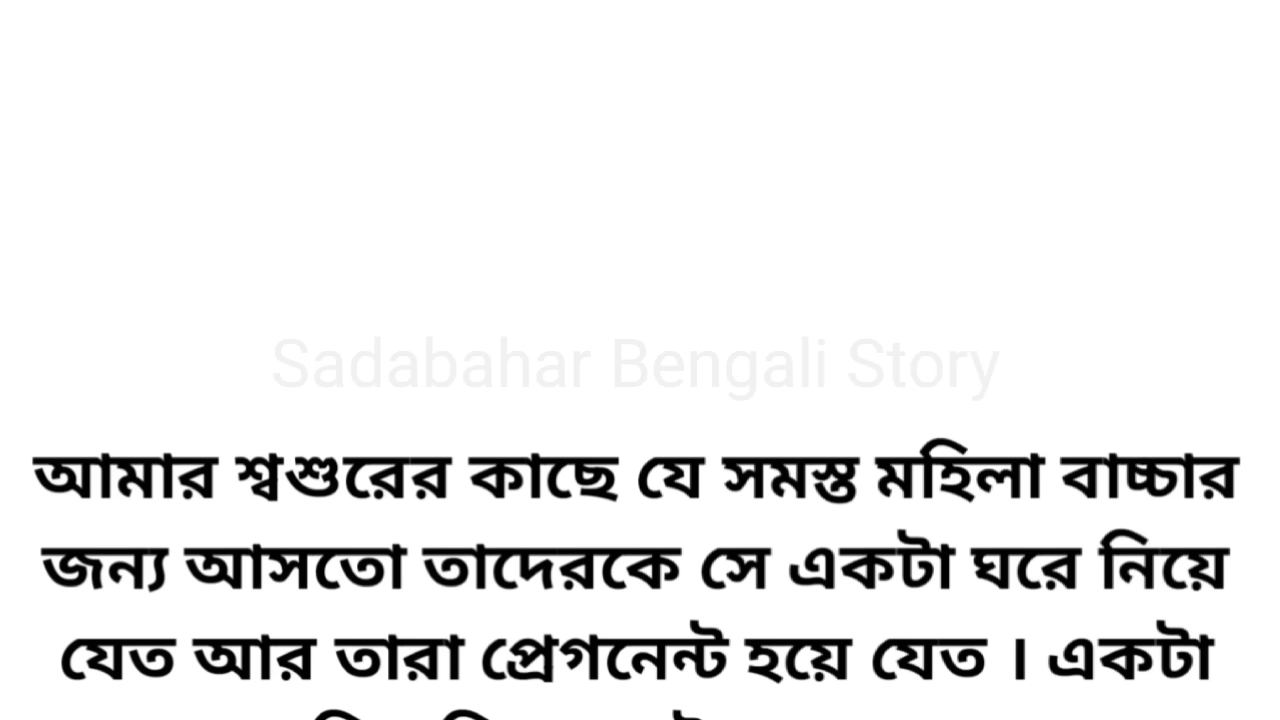 Sadabahar Bengali Story
আমার শ্বশুরের কাছে যে সমস্ত মহিলা বাচ্চার
জন্য আসতো তাদেরকে সে একটা ঘরে নিয়ে
যেত আর তারা প্রেগনেন্ট হয়ে যেত । একটা